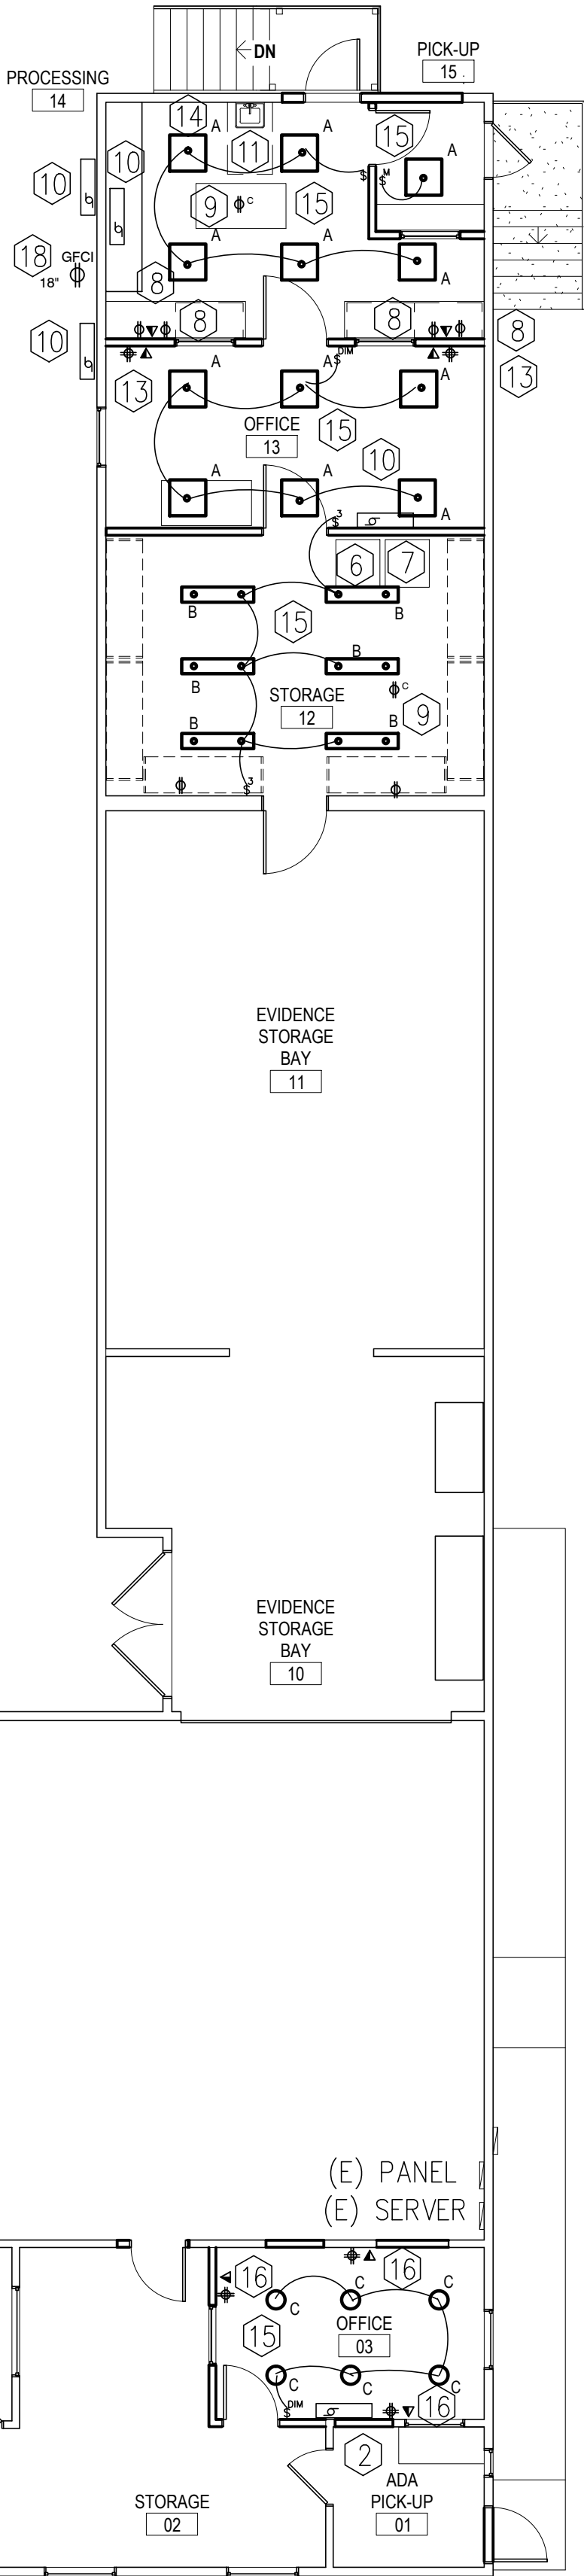 DN
PICK-UP
15 .
PROCESSING
14
14
A
A
15
A
10
11
10
$
$M
9
C
15
18
GFCI
18"
A
A
A
8
10
8
8
8
13
A
A
$DIM
A
13
OFFICE
13
15
10
A
A
A
$3
6
7
15
B
B
B
B
STORAGE
12
C
9
B
B
$3
EVIDENCE
STORAGE
BAY
11
EVIDENCE
STORAGE
BAY
10
(E) PANEL
(E) SERVER
16
16
C
C
C
15
OFFICE
03
C
C
C
16
$DIM
2
STORAGE
02
ADA
PICK-UP
01